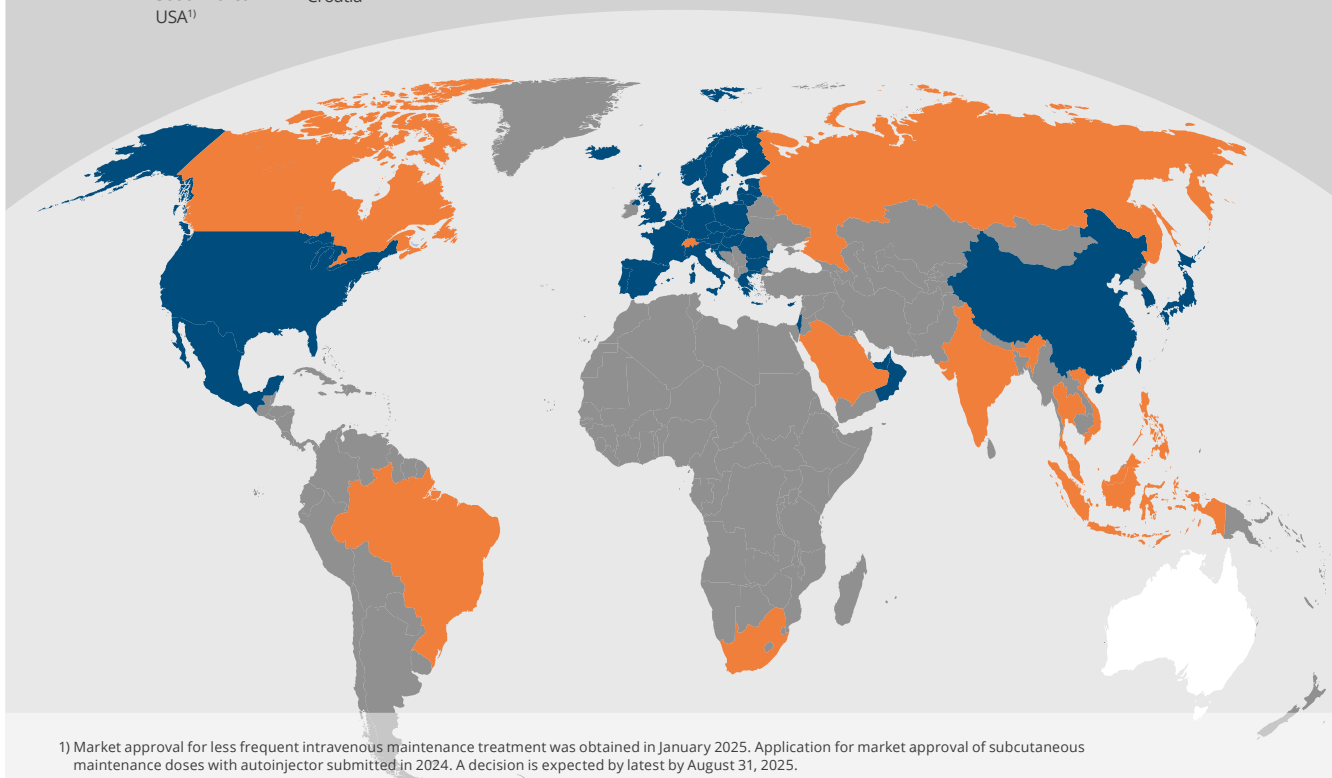 Croatia
USA1)
1) Market approval for less frequent intravenous maintenance treatment was obtained in January 2025. Application for market approval of subcutaneous
maintenance doses with autoinjector submitted in 2024. A decision is expected by latest by August 31, 2025.